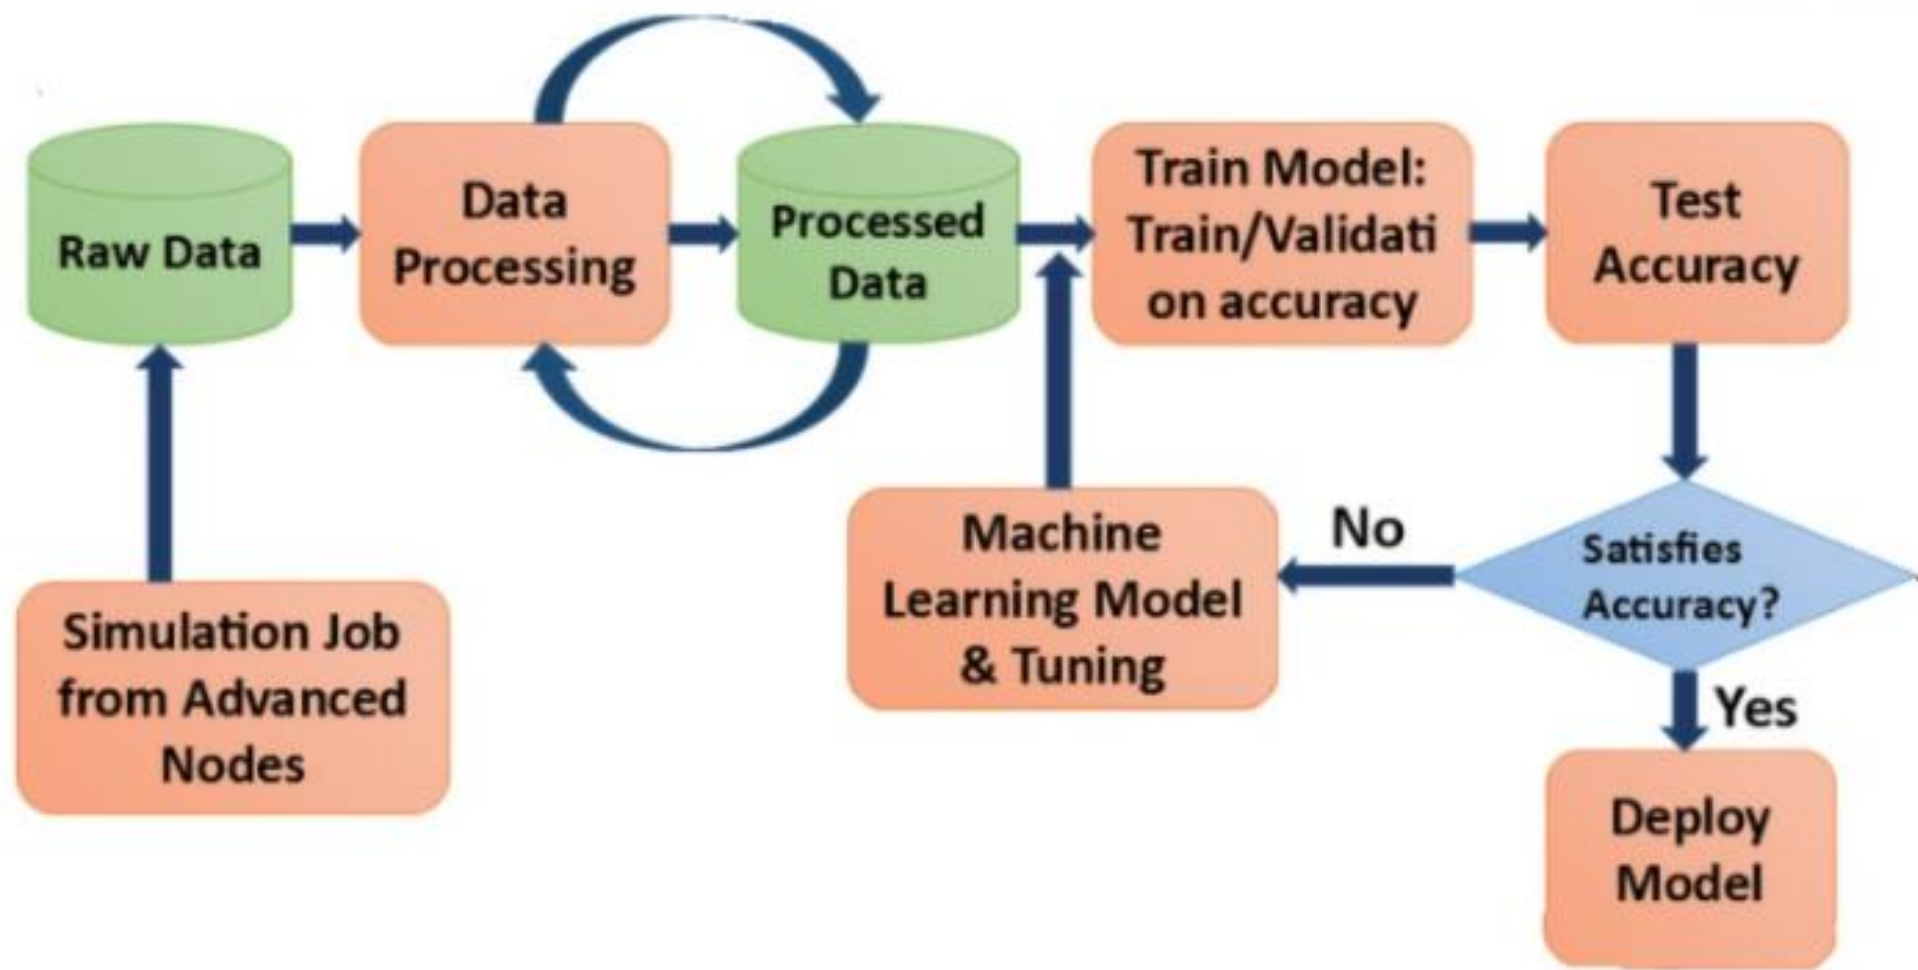 Raw Data
Data
Processing
Processed
Data
Train Model:
Train/Validati
on accuracy
Test
Accuracy
Simulation Job
from Advanced
Nodes
Machine
Learning Model
& Tuning
No
Satisfies
Accuracy?
Yes
Deploy
Model